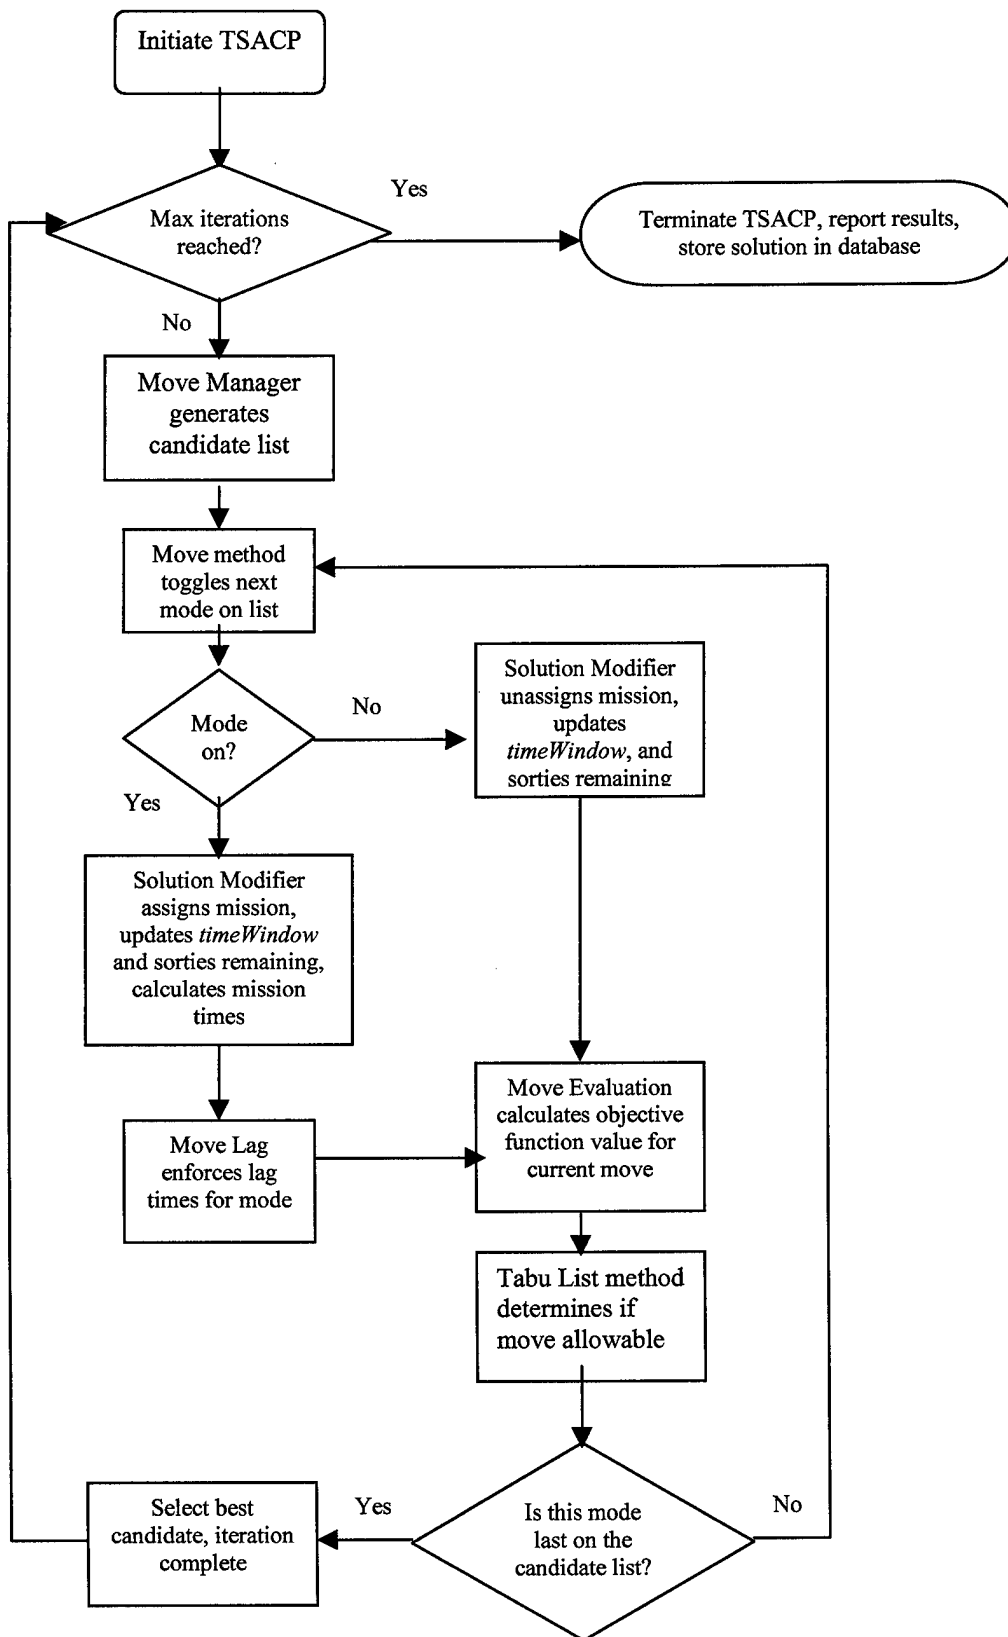 Initiate TSACP
Yes
Max iterations
reached?
Terminate TSACP, report results,
store solution in database
No
Move Manager
generates
candidate list
Move method
toggles next
mode on list
Solution Modifier
unassigns mission,
updates
timeWindow, and
sorties remaining
No
Mode
on?
Yes
Solution Modifier
assigns mission,
updates timeWindow
and sorties remaining,
calculates mission
times
Move Evaluation
calculates objective
function value for
current move
Move Lag
enforces lag
times for mode
Tabu List method
determines if
move allowable
Select best
candidate, iteration
complete
Yes
Is this mode
last on the
candidate list?
No